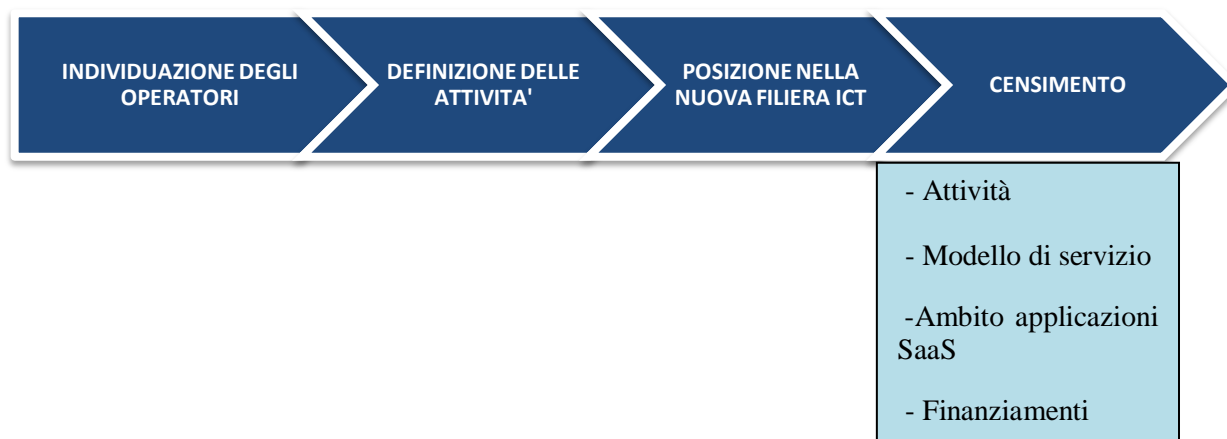 INDIVIDUAZIONE DEGLI
OPERATORI
DEFINIZIONE DELLE
ATTIVITA'
POSIZIONE NELLA
NUOVA FILIERA ICT
CENSIMENTO
- Attività
- Modello di servizio
-Ambito applicazioni
SaaS
- Finanziamenti